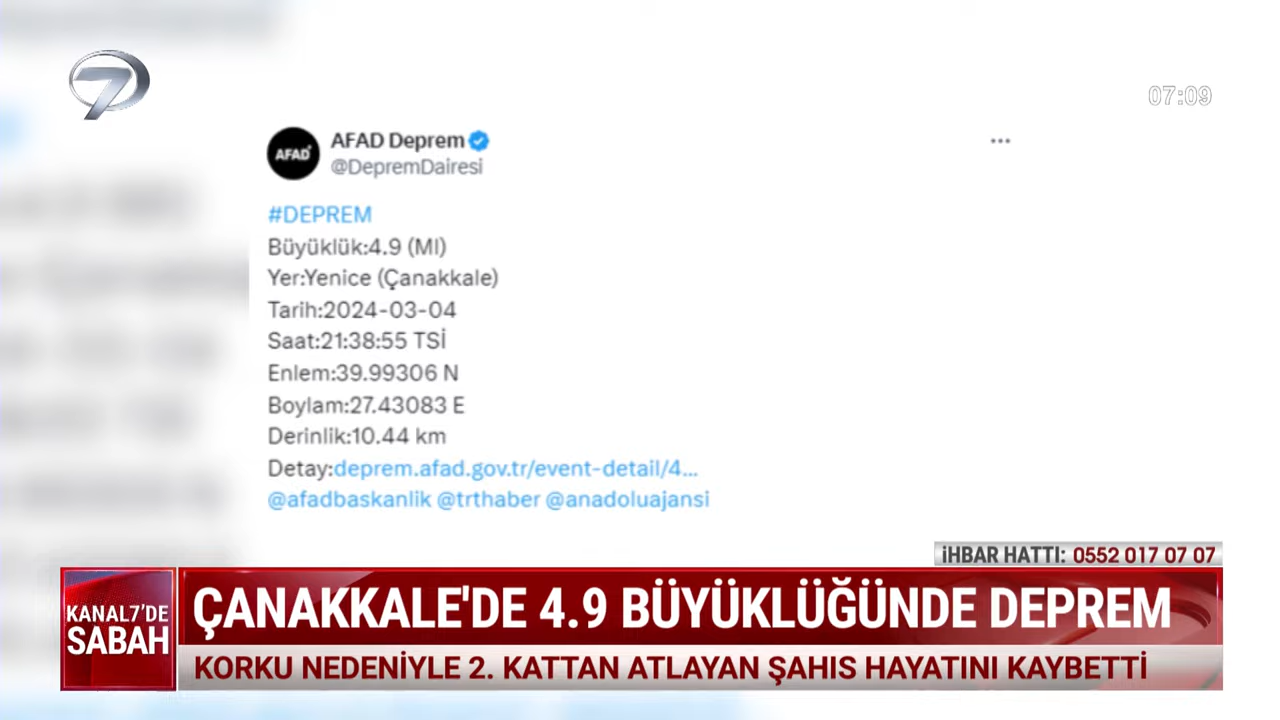 7
07:09
AFAD
AFAD Deprem
@DepremDairesi
#DEPREM
Büyüklük:4.9 (Ml)
Yer:Yenice (Çanakkale)
Tarih:2024-03-04
Saat:21:38:55 TSİ
Enlem:39.99306 N
Boylam:27.43083 E
Derinlik:10.44 km
Detay:deprem.afad.gov.tr/event-detail/4...
@afadbaskanlik @trthaber @anadoluajansi
İHBAR HATTI: 0552 017 07 07
KANAL7'DE
SABAH
ÇANAKKALE'DE 4.9 BÜYÜKLÜĞÜNDE DEPREM
KORKU NEDENİYLE 2. KATTAN ATLAYAN ŞAHIS HAYATINI KAYBETTİ